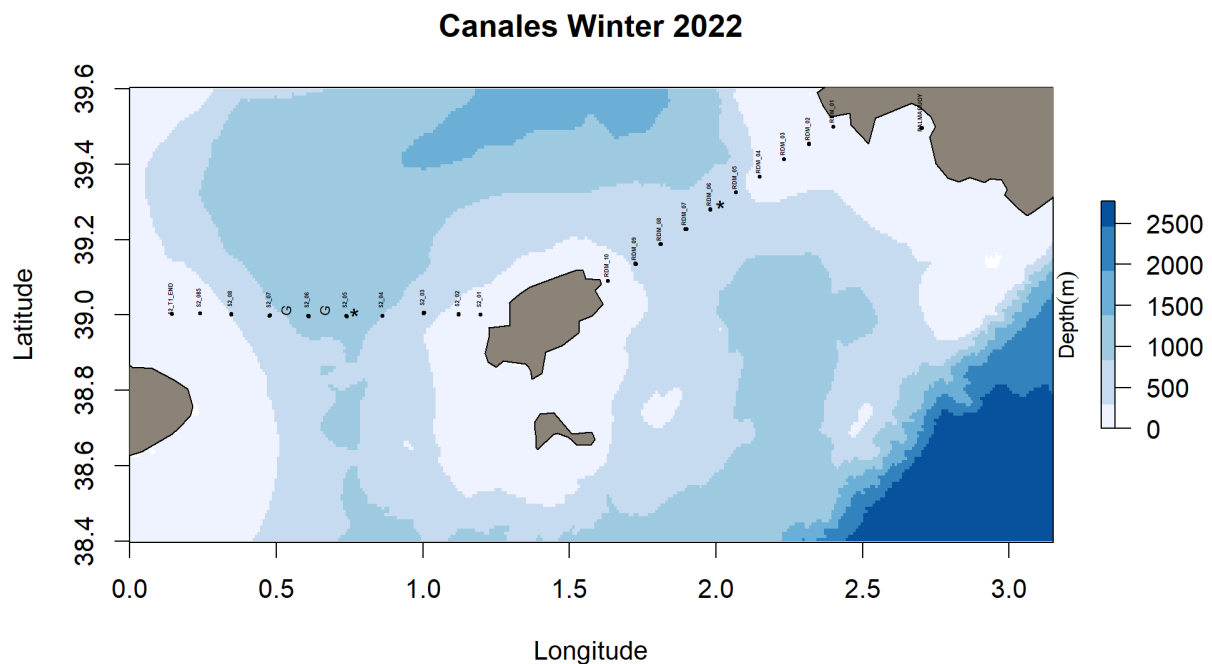 Canales Winter 2022
Latitude
39.6
39.4
39.2
39.0
38.8
38.6
38.4
S2_T1_END
S2_085
S2_08
S2_07
G
S2_06
G
S2_05
*
S2_04
S2_03
S2_02
S2_01
RDM_10
RDM_09
RDM_08
RDM_07
RDM_06
*
RDM_05
RDM_04
RDM_03
RDM_02
RDM_01
0.0 0.5 1.0 1.5 2.0 2.5 3.0
Longitude
Depth(m)
2500
2000
1500
1000
500
0